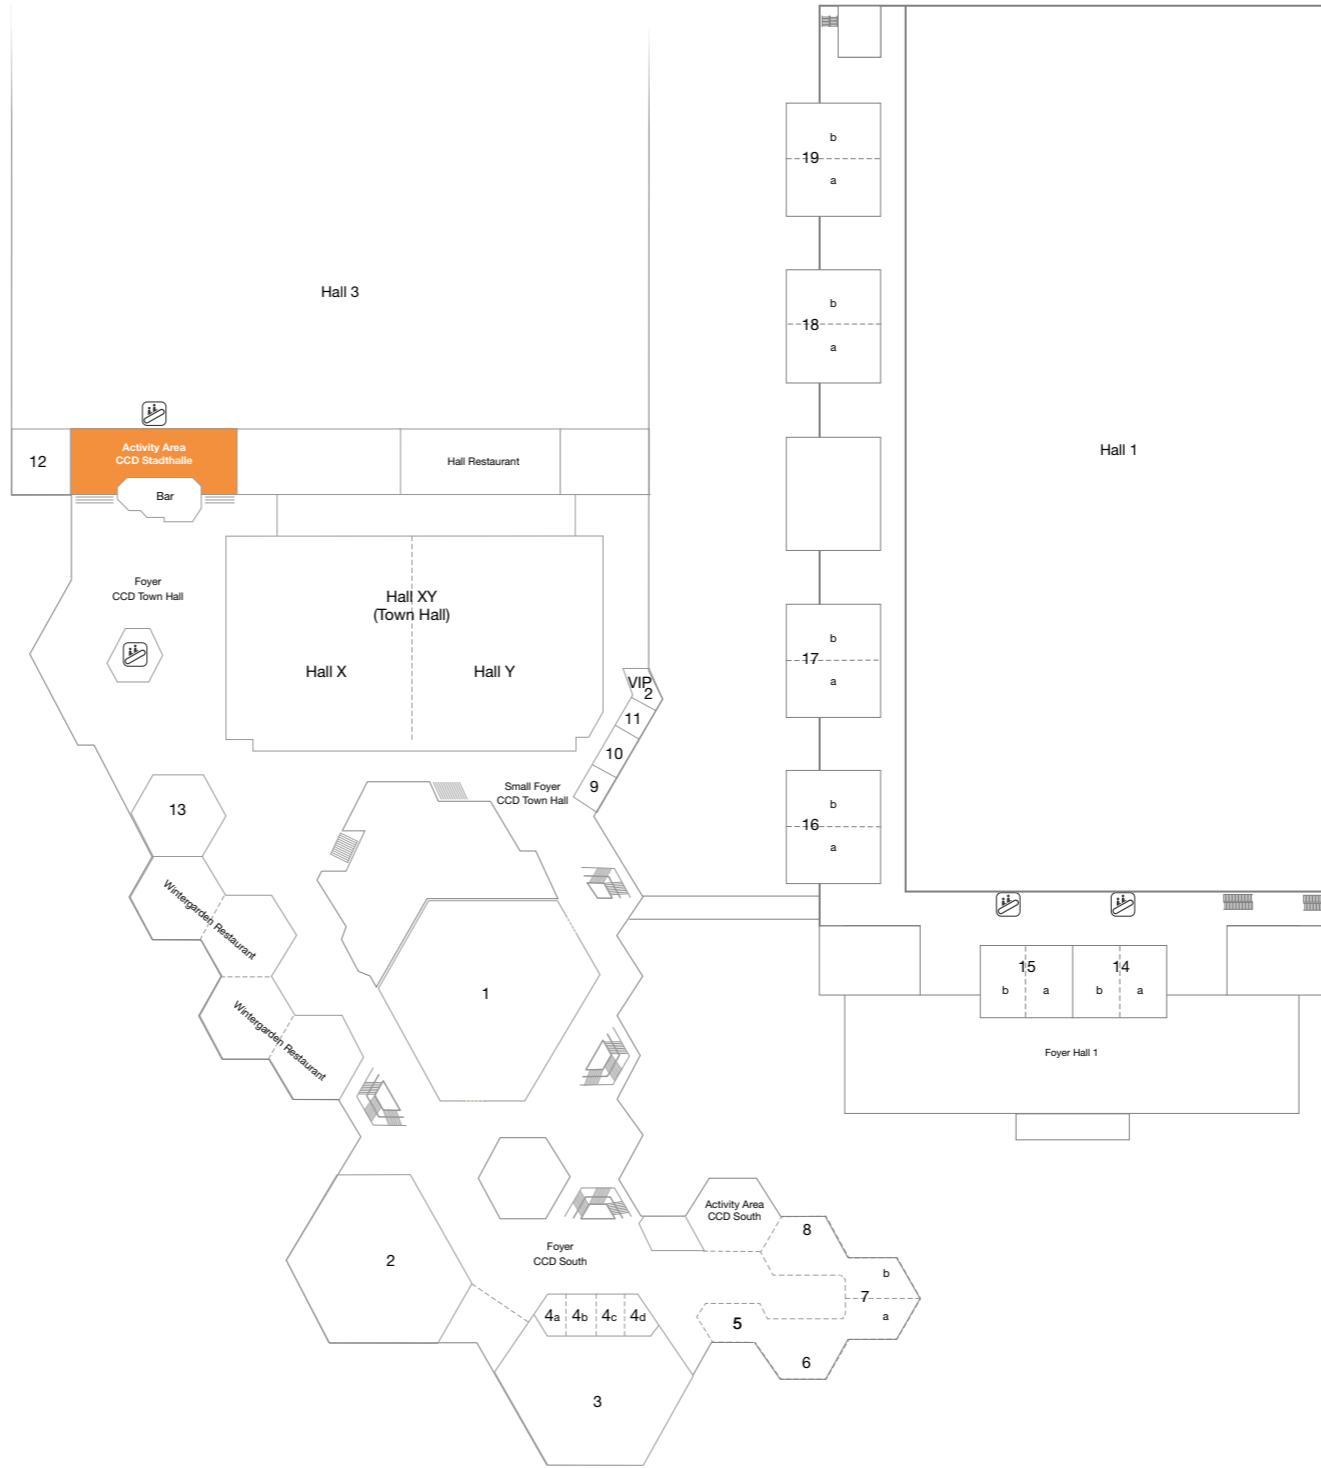 b
19
a
Hall 3
b
18
a
Hall 1
12
Activity Area
CCD Stadthalle
Bar
Hall Restaurant
Foyer
CCD Town Hall
Hall XY
(Town Hall)
Hall X
Hall Y
b
17
a
VIP
2
11
10
9
Small Foyer
CCD Town Hall
13
b
16
a
Wintergarden Restaurant
Wintergarden Restaurant
1
15
14
b
a
b
a
Foyer Hall 1
Activity Area
CCD South
8
Foyer
CCD South
2
b
7
a
4a
4b
4c
4d
5
6
3